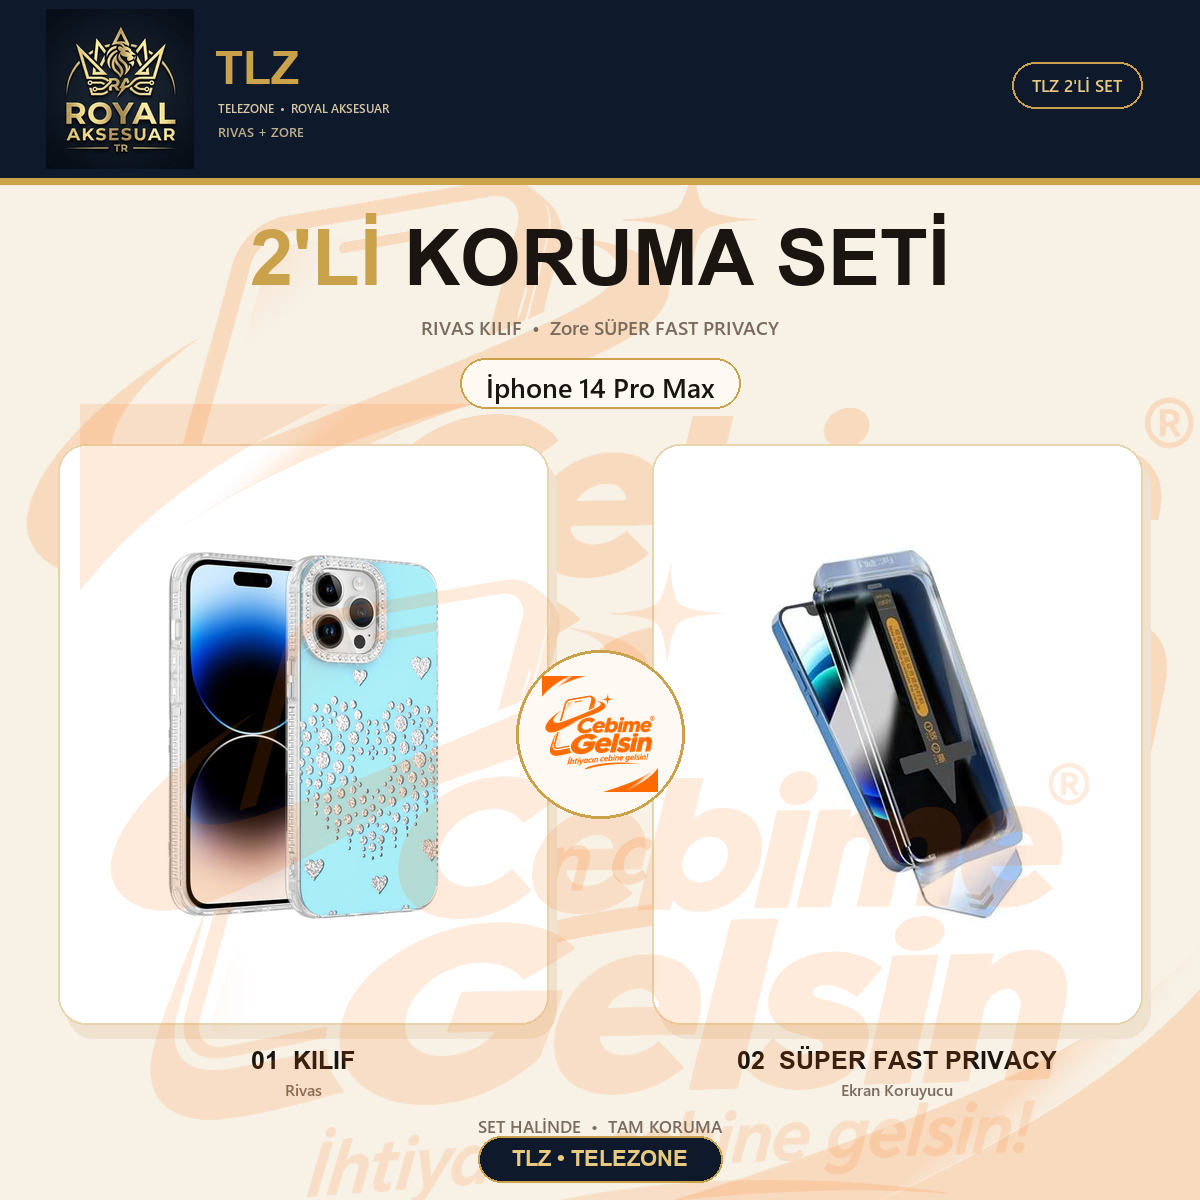 ROYAL
AKSESUAR
TR
TLZ
TELEZONE • ROYAL AKSESUAR
RIVAS + ZORE
TLZ 2'Lİ SET
2'Lİ KORUMA SETİ
RIVAS KILIF • Zore SÜPER FAST PRIVACY
İphone 14 Pro Max
Cebime®
Gelsin
İhtiyacın cebine gelsin!
01 KILIF
Rivas
02 SÜPER FAST PRIVACY
Ekran Koruyucu
SET HALİNDE • TAM KORUMA
TLZ • TELEZONE
Cebime®
Gelsin